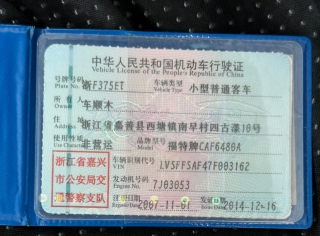 中华人民共和国机动车行驶证
Vehicle License of the People's Republic of China
号牌号码 浙F375ET 车辆类型 小型普通客车
Plate No. Vehicle Type
所有人 车顺木
Owner
住址 浙江省嘉善县西塘镇南早村四古溇10号
Address
使用性质 非营运 品牌型号 福特牌CAF6480A
Use Character Model
浙江省嘉兴 车辆识别代号 LVSFFSAF47F003162
VIN
市公安局交 发动机号码 7J03053
Engine No.
通警察支队 注册日期 2007-11-01 发证日期 2014-12-16
Register Date Issue Date